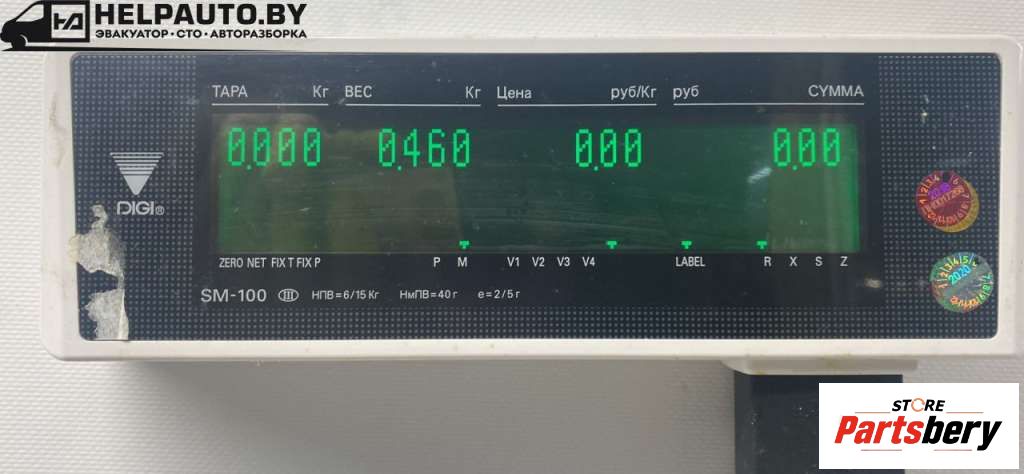 HELPAUTO.BY
ЭВАКУАТОР • СТО • АВТОРАЗБОРКА
ТАРА Кг ВЕС Кг Цена руб/Кг руб СУММА
0.000 0.460 0.00 0.00
DIGI®
ZERO NET FIX T FIX P P M V1 V2 V3 V4 LABEL R X S Z
SM-100 III НПВ=6/15 Кг НмПВ=40 г е=2/5 г
2020
STORE
Partsbery